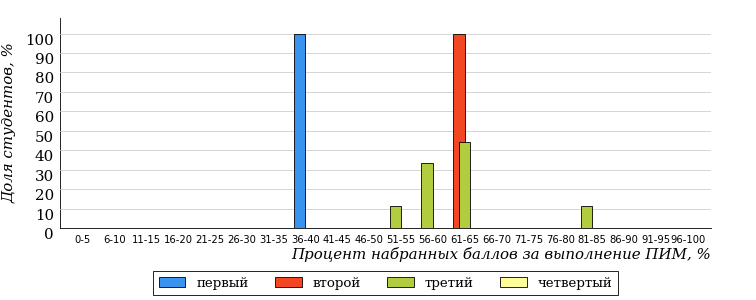 Доля студентов, %
100
90
80
70
60
50
40
30
20
10
0
0-5 6-10 11-15 16-20 21-25 26-30 31-35 36-40 41-45 46-50 51-55 56-60 61-65 66-70 71-75 76-80 81-85 86-90 91-95 96-100
Процент набранных баллов за выполнение ПИМ, %
первый второй третий четвертый